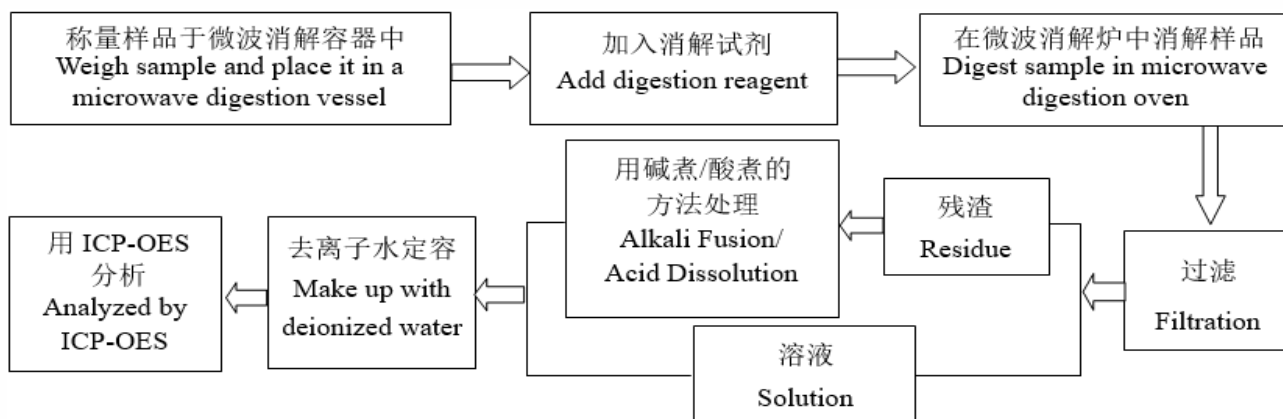 称量样品于微波消解容器中
Weigh sample and place it in a
microwave digestion vessel
加入消解试剂
Add digestion reagent
在微波消解炉中消解样品
Digest sample in microwave
digestion oven
过滤
Filtration
残渣
Residue
用碱煮/酸煮的
方法处理
Alkali Fusion/
Acid Dissolution
溶液
Solution
去离子水定容
Make up with
deionized water
用 ICP-OES
分析
Analyzed by
ICP-OES